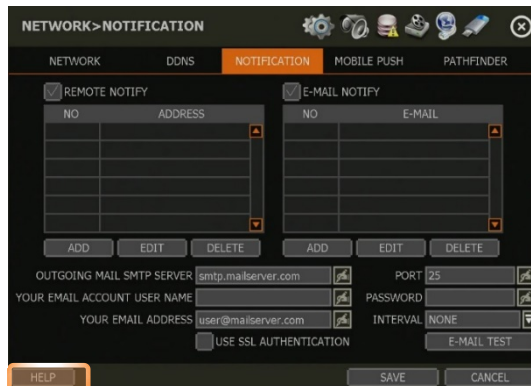 NETWORK>NOTIFICATION
NETWORK DDNS NOTIFICATION MOBILE PUSH PATHFINDER
REMOTE NOTIFY E-MAIL NOTIFY
NO ADDRESS NO E-MAIL
ADD EDIT DELETE ADD EDIT DELETE
OUTGOING MAIL SMTP SERVER smtp.mailserver.com PORT 25
YOUR EMAIL ACCOUNT USER NAME PASSWORD
YOUR EMAIL ADDRESS user@mailserver.com INTERVAL NONE
USE SSL AUTHENTICATION E-MAIL TEST
HELP SAVE CANCEL